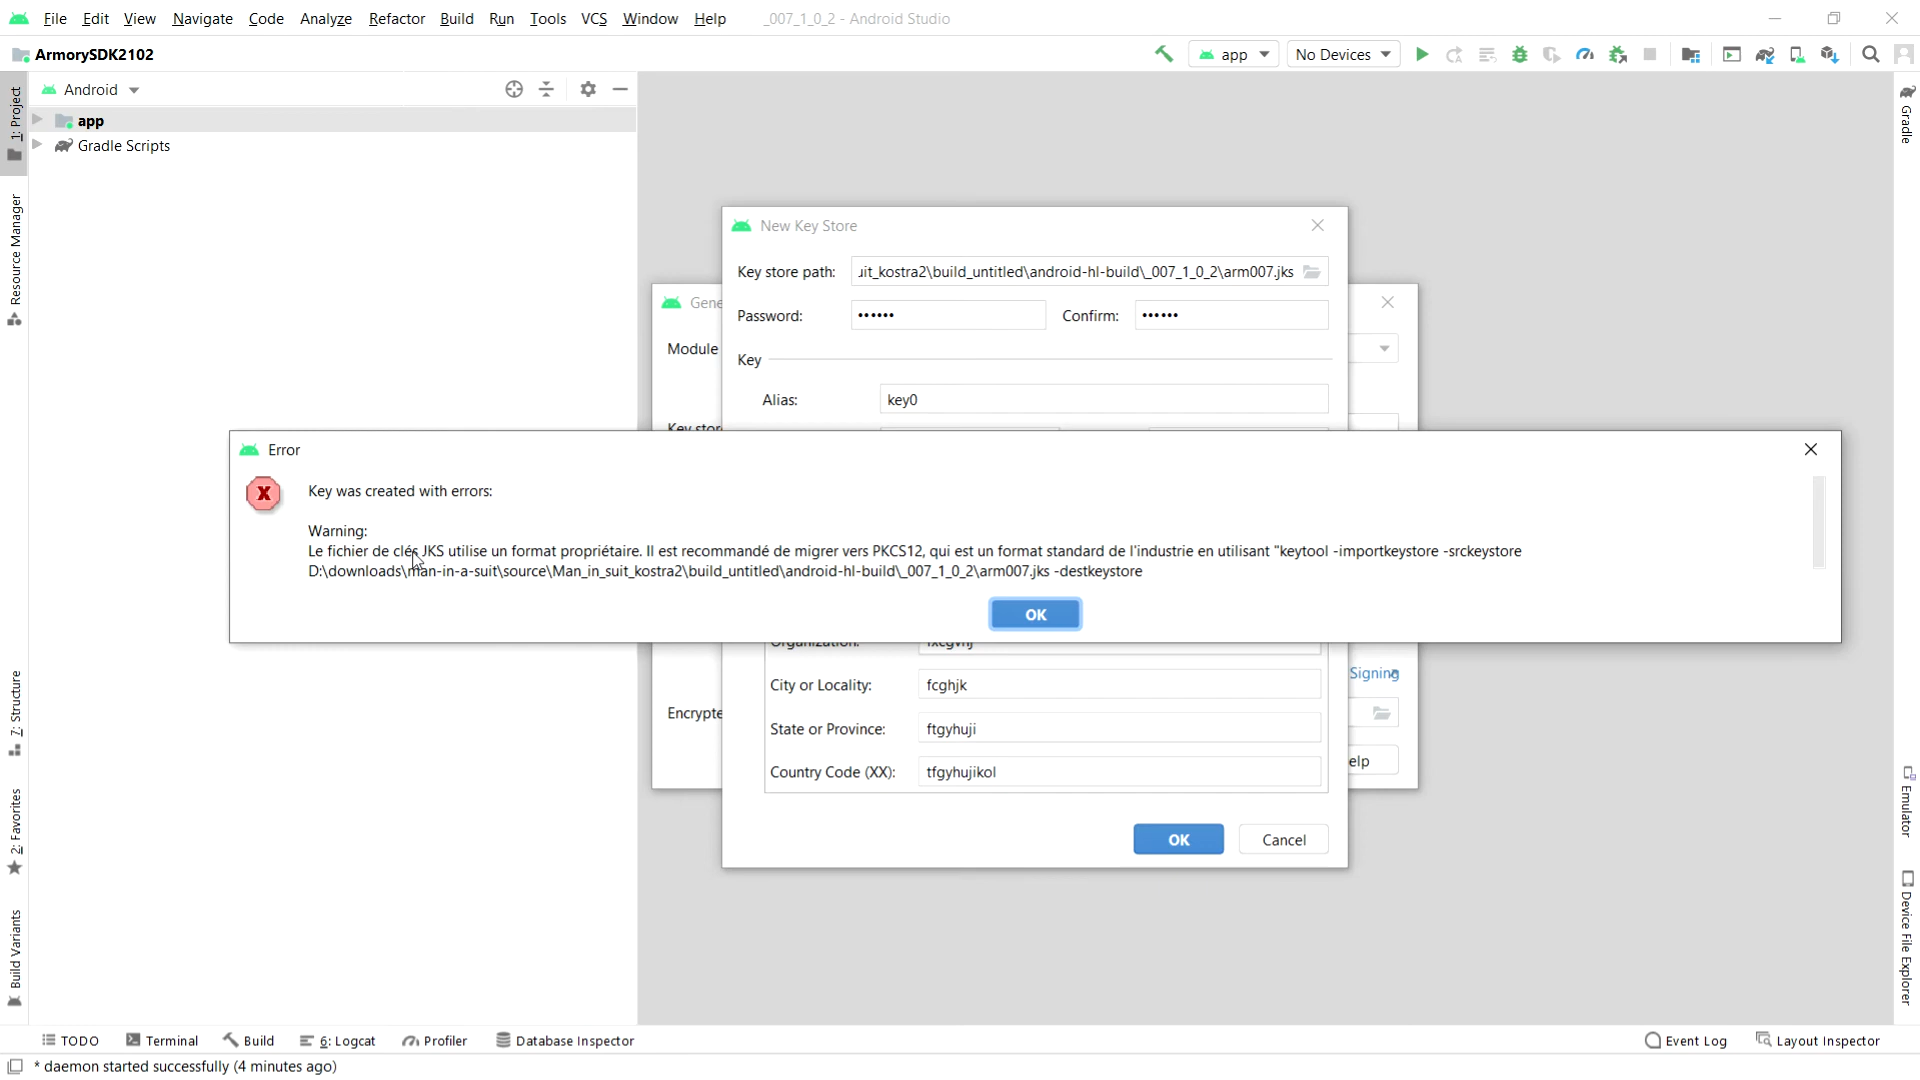 File Edit View Navigate Code Analyze Refactor Build Run Tools VCS Window Help _007_1_0_2 - Android Studio
ArmorySDK2102
app
No Devices
1: Project
Android
app
Gradle Scripts
Resource Manager
Gradle
New Key Store
Key store path:
\build_untitled\android-hl-build\_007_1_0_2\arm007.jks
Password:
••••••
Confirm:
••••••
Module
Key
Alias:
key0
Error
Key was created with errors:
Warning:
Le fichier de clés JKS utilise un format propriétaire. Il est recommandé de migrer vers PKCS12, qui est un format standard de l'industrie en utilisant "keytool -importkeystore -srckeystore
D:\downloads\man-in-a-suit\source\Man_in_suit_kostra2\build_untitled\android-hl-build\_007_1_0_2\arm007.jks -destkeystore
OK
Organization:
City or Locality:
fcghjk
Signing
State or Province:
ftgyhuji
Country Code (XX):
tfgyhujikol
OK
Cancel
7: Structure
2: Favorites
Build Variants
Emulator
Device File Explorer
TODO
Terminal
Build
6: Logcat
Profiler
Database Inspector
Event Log
Layout Inspector
* daemon started successfully (4 minutes ago)